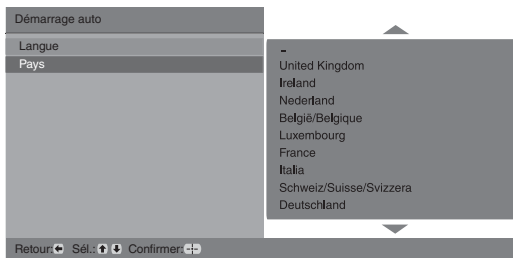 Démarrage auto
Langue
Pays
-
United Kingdom
Ireland
Nederland
België/Belgique
Luxembourg
France
Italia
Schweiz/Suisse/Svizzera
Deutschland
Retour: Sél.: Confirmer: